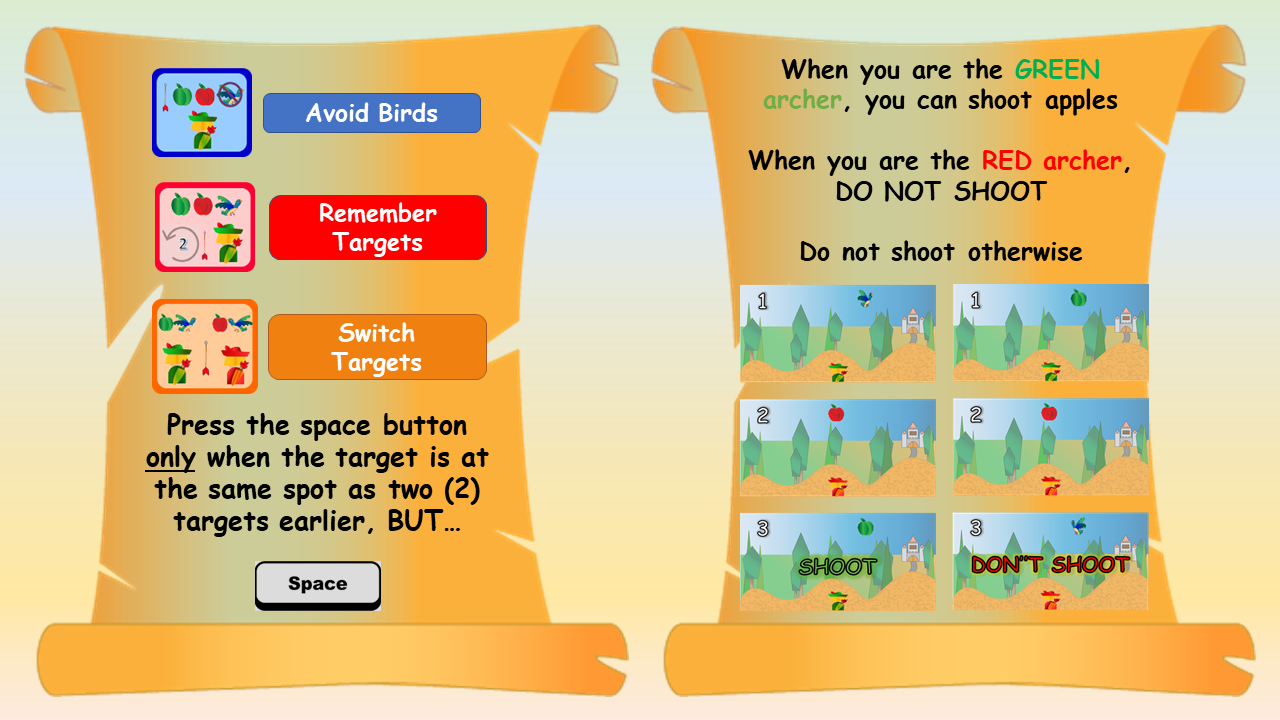 Avoid Birds
2
Remember
Targets
Switch
Targets
Press the space button
only when the target is at
the same spot as two (2)
targets earlier, BUT…
Space
When you are the GREEN
archer, you can shoot apples
When you are the RED archer,
DO NOT SHOOT
Do not shoot otherwise
1
1
2
2
3
SHOOT
3
DON"T SHOOT